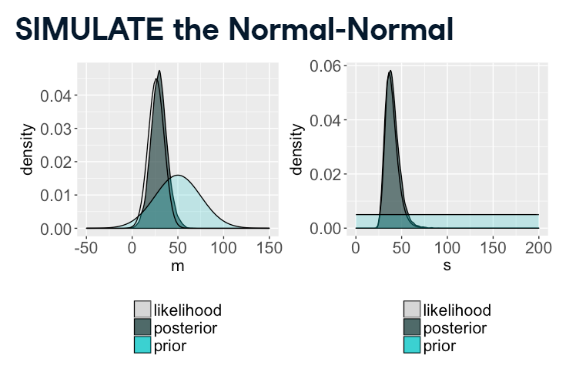 SIMULATE the Normal-Normal
density
0.04
0.03
0.02
0.01
0.00
-50 0 50 100 150
m
likelihood
posterior
prior
density
0.06
0.04
0.02
0.00
0 50 100 150 200
s
likelihood
posterior
prior